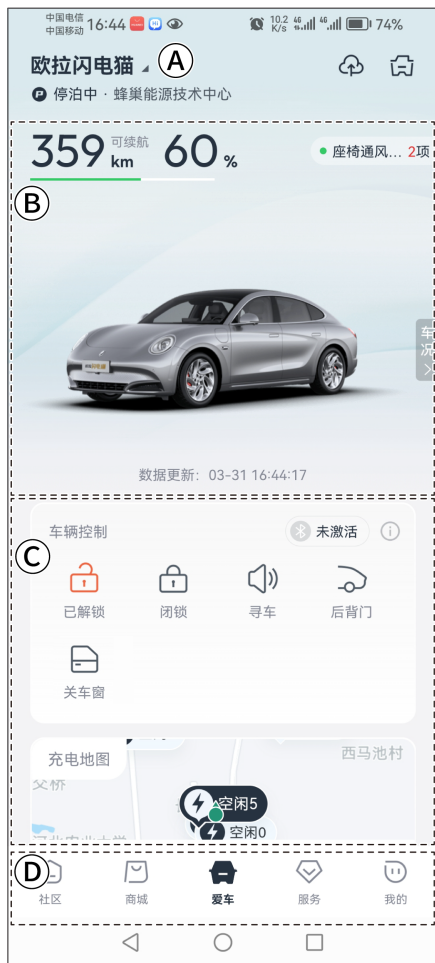 中国电信
中国移动 16:44 10.2 K/s 4G 4G 74%
欧拉闪电猫 A
P 停泊中 · 蜂巢能源技术中心
359 km 可续航 60 %
座椅通风... 2项
B
车况
数据更新： 03-31 16:44:17
车辆控制 未激活
C
已解锁 闭锁 寻车 后背门
关车窗
充电地图 西马池村
交桥
空闲5
空闲0
D
社区 商城 爱车 服务 我的